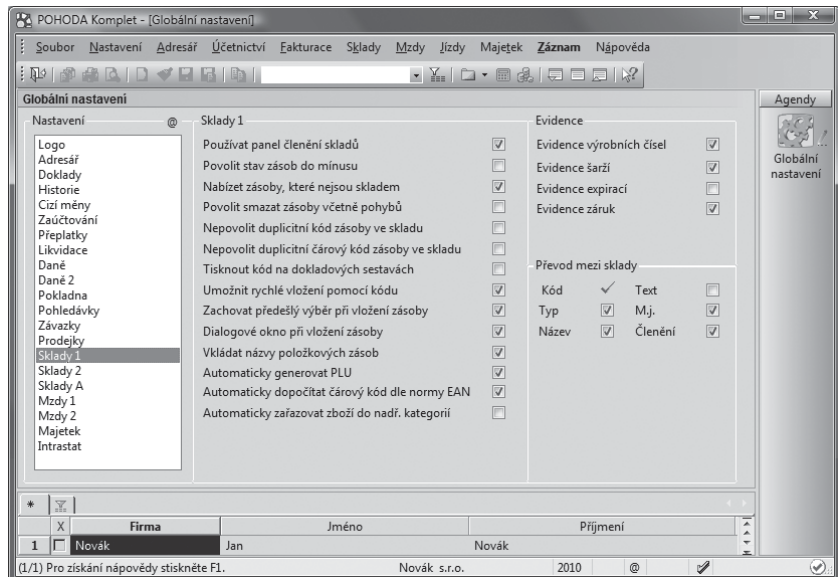 POHODA Komplet - [Globální nastavení]
Soubor Nastavení Adresář Účetnictví Fakturace Sklady Mzdy Jízdy Majetek Záznam Nápověda
Globální nastavení
Agendy
Globální nastavení
Nastavení @
Logo
Adresář
Doklady
Historie
Cizí měny
Zaúčtování
Přeplatky
Likvidace
Daně
Daně 2
Pokladna
Pohledávky
Závazky
Prodejky
Sklady 1
Sklady 2
Sklady A
Mzdy 1
Mzdy 2
Majetek
Intrastat
Sklady 1
Používat panel členění skladů
Povolit stav zásob do mínusu
Nabízet zásoby, které nejsou skladem
Povolit smazat zásoby včetně pohybů
Nepovolit duplicitní kód zásoby ve skladu
Nepovolit duplicitní čárový kód zásoby ve skladu
Tisknout kód na dokladových sestavách
Umožnit rychlé vložení pomocí kódu
Zachovat předešlý výběr při vložení zásoby
Dialogové okno při vložení zásoby
Vkládát názvy položkových zásob
Automaticky generovat PLU
Automaticky dopočítat čárový kód dle normy EAN
Automaticky zařazovat zboží do nadř. kategorií
Evidence
Evidence výrobních čísel
Evidence šarží
Evidence expirací
Evidence záruk
Převod mezi sklady
Kód Text
Typ M.j.
Název Členění
X Firma Jméno Příjmení
1 Novák Jan Novák
(1/1) Pro získání nápovědy stiskněte F1. Novák s.r.o. 2010 @